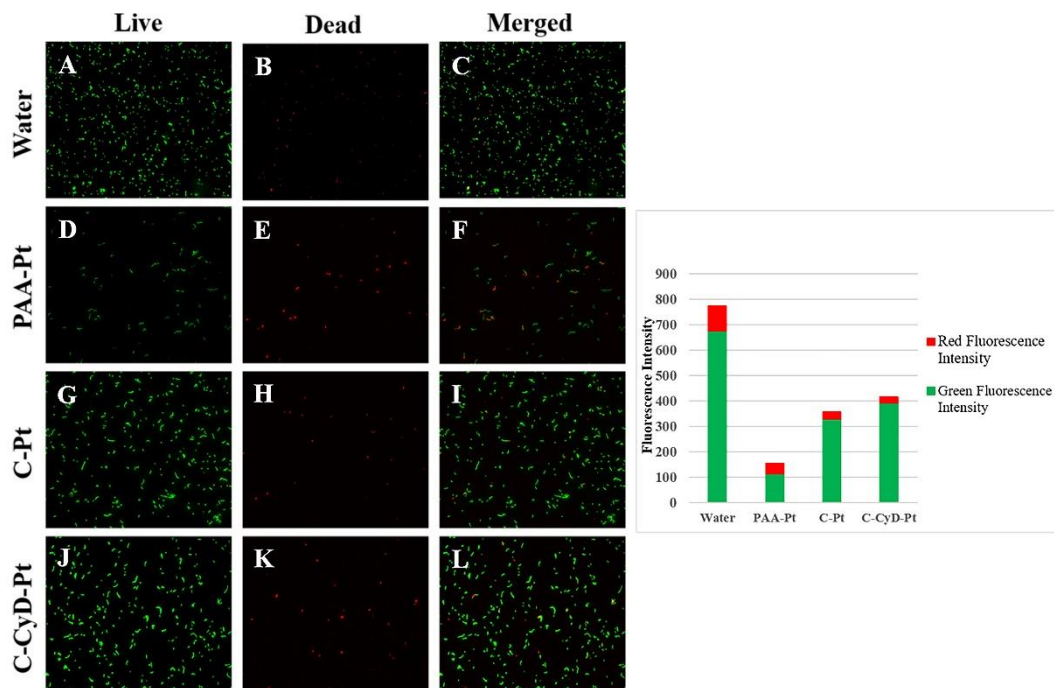 Live Dead Merged
Water
A B C
PAA-Pt
D E F
C-Pt
G H I
C-CyD-Pt
J K L
Fluorescence Intensity
900
800
700
600
500
400
300
200
100
0
Water PAA-Pt C-Pt C-CyD-Pt
Red Fluorescence
Intensity
Green Fluorescence
Intensity